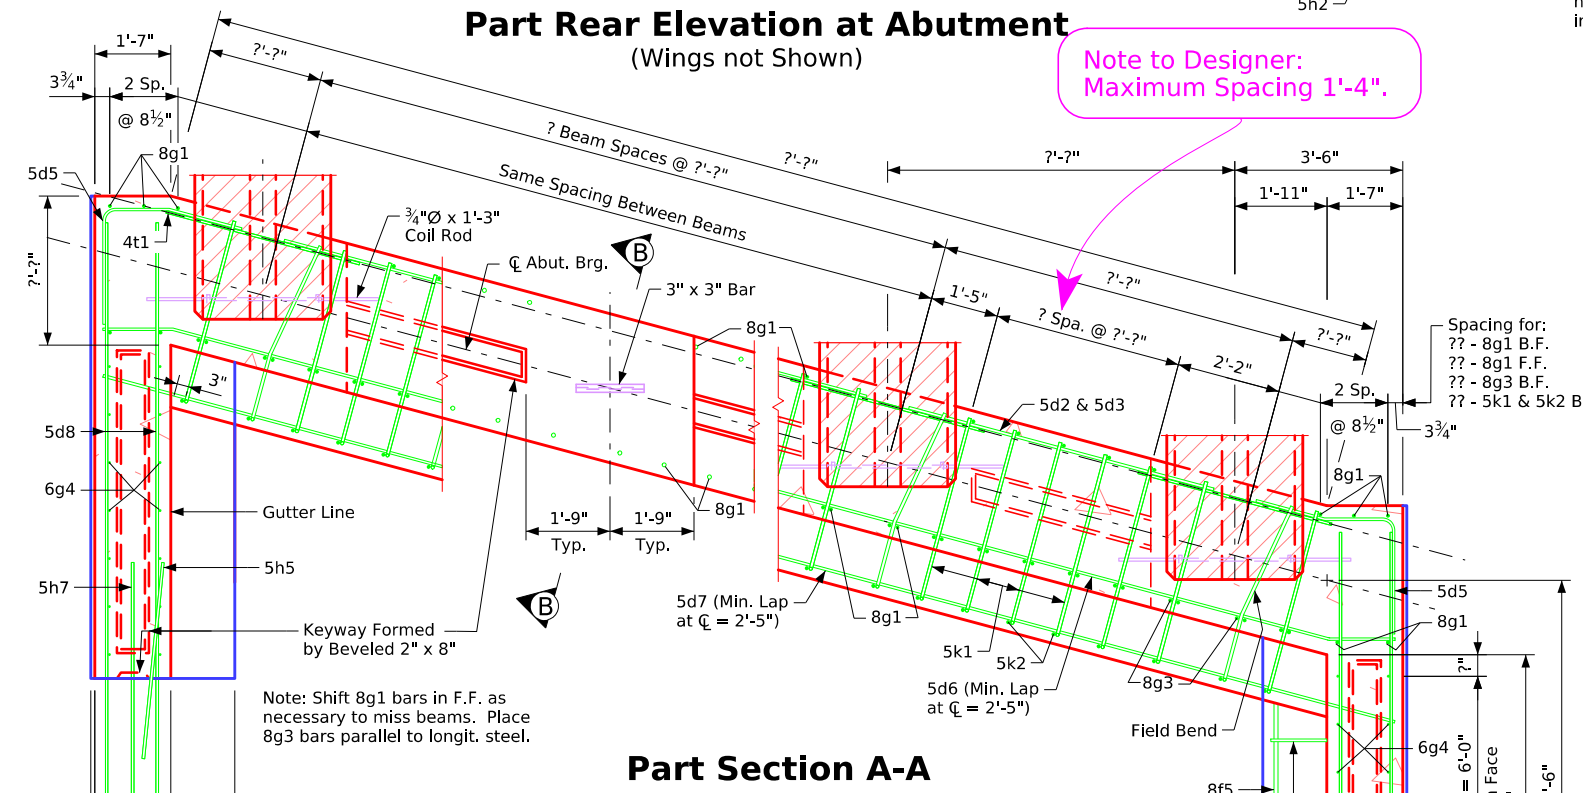 Part Rear Elevation at Abutment
(Wings not Shown)
5h2
Note to Designer:
Maximum Spacing 1'-4".
1'-7"
3¾"
2 Sp.
@ 8½"
8g1
5d5
4t1
?'-?"
?'-?"
? Beam Spaces @ ?'-?"
?'-?"
Same Spacing Between Beams
¾"Ø x 1'-3"
Coil Rod
℄ Abut. Brg.
B
3" x 3" Bar
8g1
?'-?"
3'-6"
1'-11"
1'-7"
?'-?"
1'-5"
? Spa. @ ?'-?"
2'-2"
?'-?"
Spacing for:
?? - 8g1 B.F.
?? - 8g1 F.F.
?? - 8g3 B.F.
?? - 5k1 & 5k2 B
2 Sp.
@ 8½"
3¾"
8g1
5d2 & 5d3
3"
5d8
6g4
Gutter Line
5h5
5h7
Keyway Formed
by Beveled 2" x 8"
1'-9"
Typ.
1'-9"
Typ.
8g1
B
5d7 (Min. Lap
at ℄ = 2'-5")
8g1
5k1
5k2
5d6 (Min. Lap
at ℄ = 2'-5")
8g3
Field Bend
5d5
8g1
?"
6g4
= 6'-0"
Face
'-6"
8f5
Note: Shift 8g1 bars in F.F. as
necessary to miss beams.  Place
8g3 bars parallel to longit. steel.
Part Section A-A